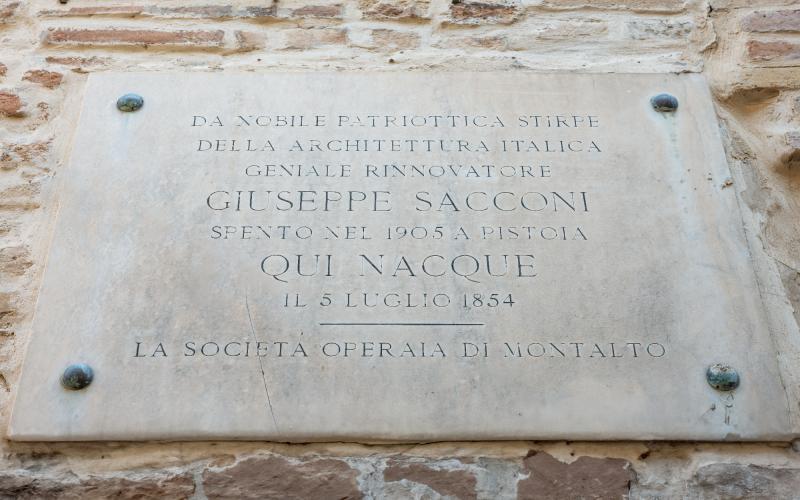 DA NOBILE PATRIOTTICA STIRPE
DELLA ARCHITETTURA ITALICA
GENIALE RINNOVATORE
GIUSEPPE SACCONI
SPENTO NEL 1905 A PISTOIA
QUI NACQUE
IL 5 LUGLIO 1854
LA SOCIETA OPERAIA DI MONTALTO